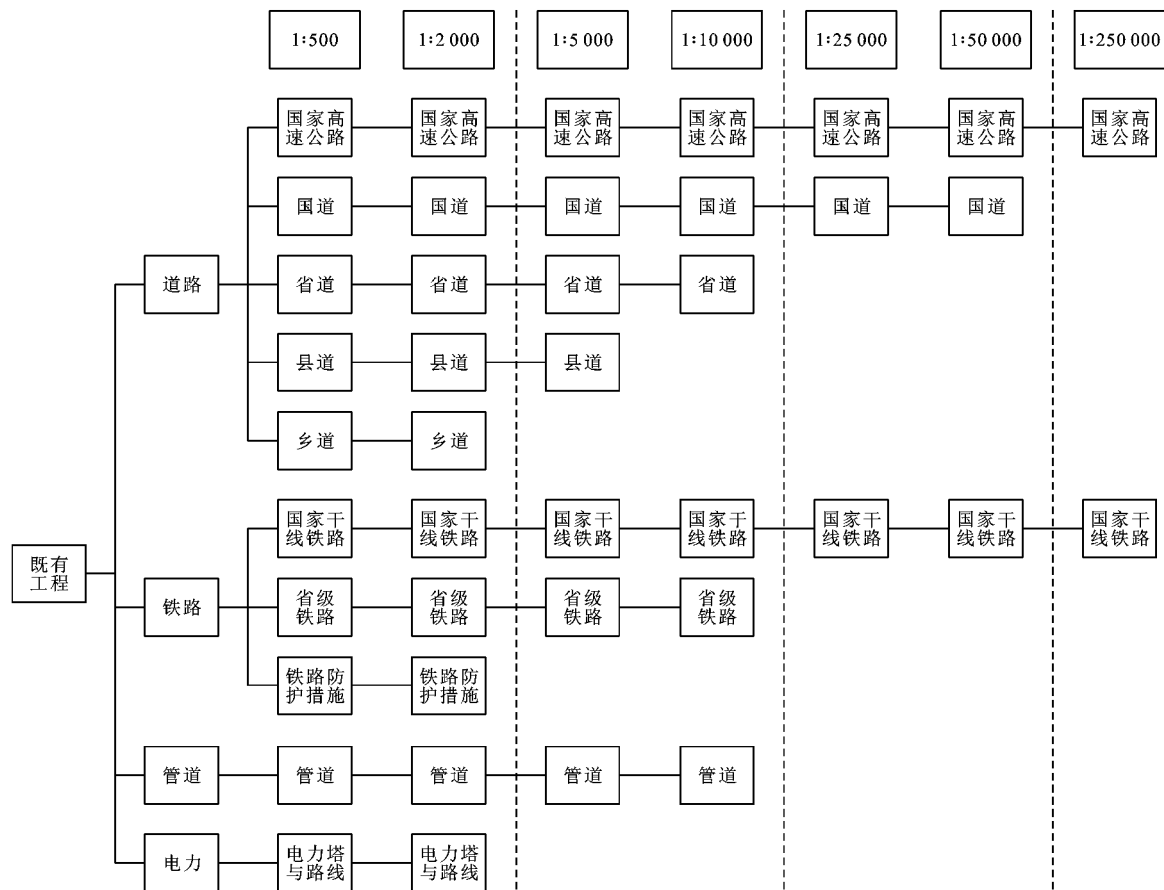 1∶500
1∶2 000
1∶5 000
1∶10 000
1∶25 000
1∶50 000
1∶250 000
国家高
速公路
国家高
速公路
国家高
速公路
国家高
速公路
国家高
速公路
国家高
速公路
国家高
速公路
国道
国道
国道
国道
国道
国道
道路
省道
省道
省道
省道
县道
县道
县道
乡道
乡道
国家干
线铁路
国家干
线铁路
国家干
线铁路
国家干
线铁路
国家干
线铁路
国家干
线铁路
国家干
线铁路
既有
工程
铁路
省级
铁路
省级
铁路
省级
铁路
省级
铁路
铁路防
护措施
铁路防
护措施
管道
管道
管道
管道
管道
电力
电力塔
与路线
电力塔
与路线